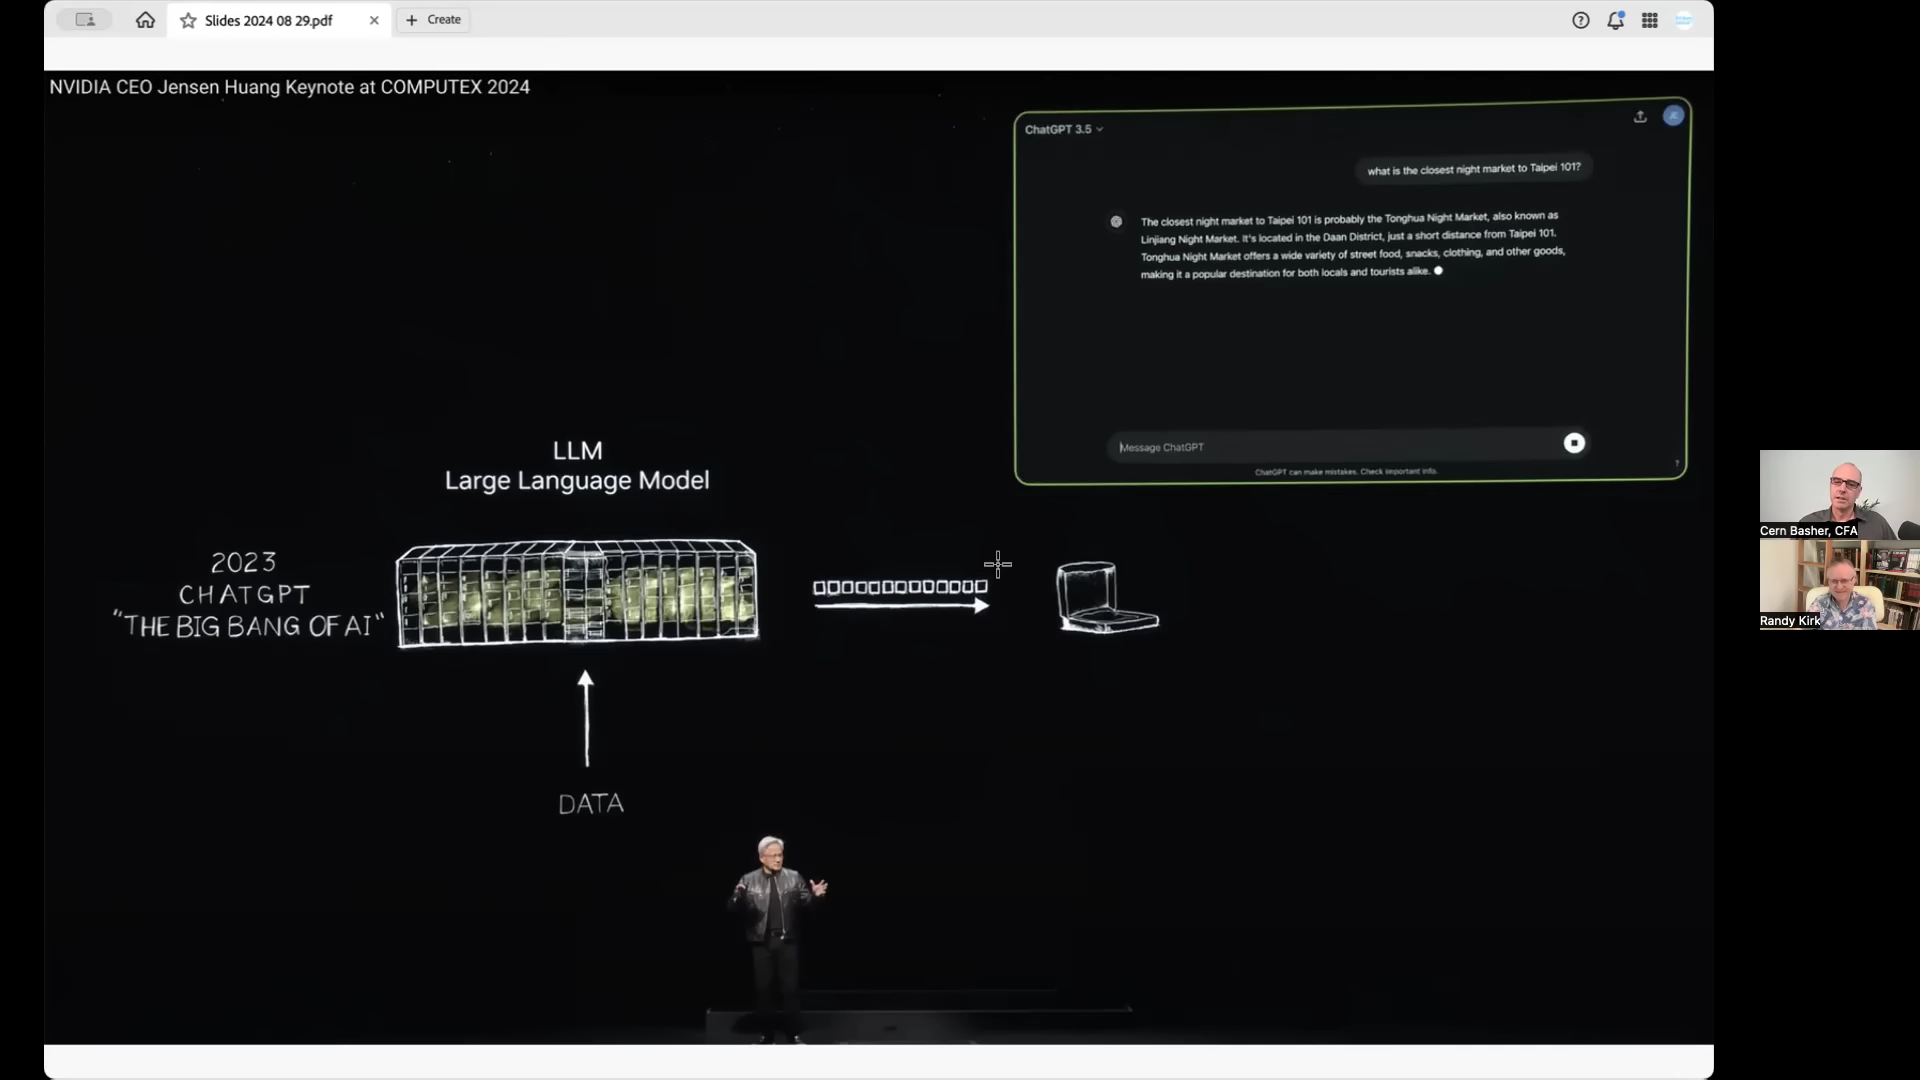 Slides 2024 08 29.pdf
Create
NVIDIA CEO Jensen Huang Keynote at COMPUTEX 2024
ChatGPT 3.5
what is the closest night market to Taipei 101?
The closest night market to Taipei 101 is probably the Tonghua Night Market, also known as
Linjiang Night Market. It's located in the Daan District, just a short distance from Taipei 101.
Tonghua Night Market offers a wide variety of street food, snacks, clothing, and other goods,
making it a popular destination for both locals and tourists alike.
Message ChatGPT
ChatGPT can make mistakes. Check important info.
?
LLM
Large Language Model
2023
CHATGPT
"THE BIG BANG OF AI"
DATA
Cern Basher, CFA
Randy Kirk